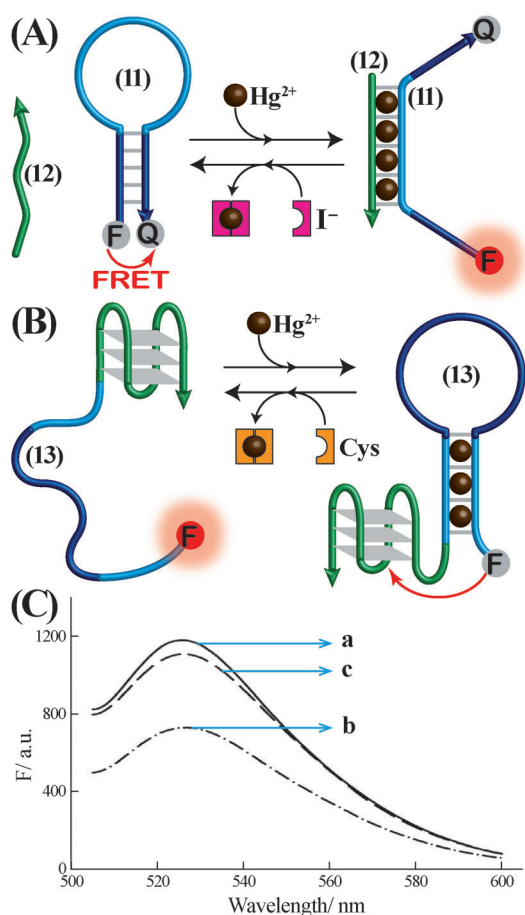 (A)
(11)
(12)
F
Q
FRET
Hg²⁺
I⁻
(12)
(11)
Q
F
(B)
(13)
F
Hg²⁺
Cys
(13)
F
(C)
1200
800
400
0
F/ a.u.
a
c
b
500 520 540 560 580 600
Wavelength/ nm